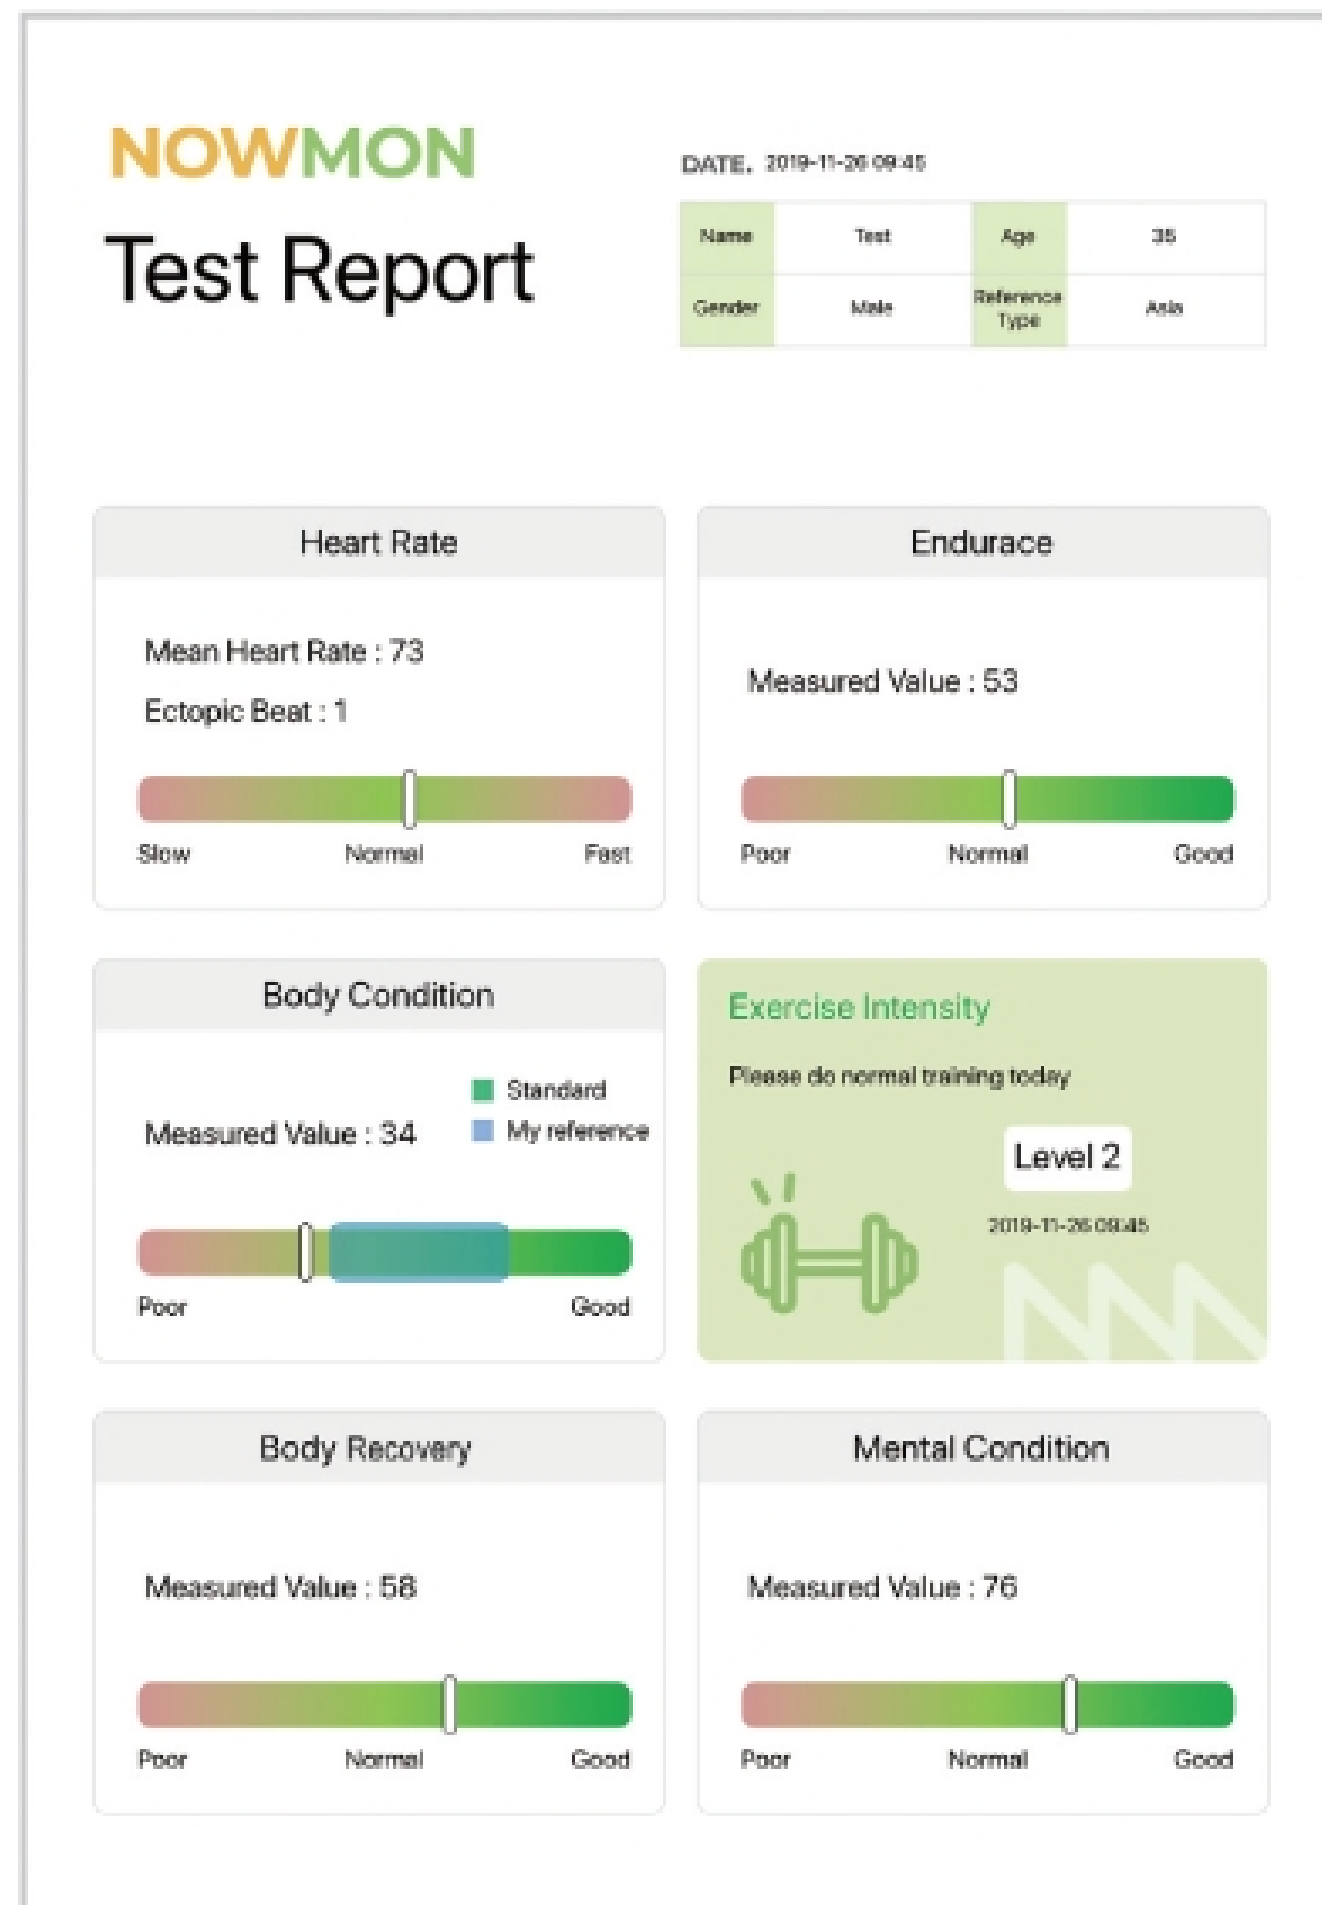 NOWMON
Test Report
DATE. 2019-11-26 09:45
Name Test Age 35
Gender Male Reference Type Asia
Heart Rate
Mean Heart Rate : 73
Ectopic Beat : 1
Slow Normal Fast
Endurace
Measured Value : 53
Poor Normal Good
Body Condition
Standard
Measured Value : 34
My reference
Poor Good
Exercise Intensity
Please do normal training today
Level 2
2019-11-26 09:45
Body Recovery
Measured Value : 58
Poor Normal Good
Mental Condition
Measured Value : 76
Poor Normal Good